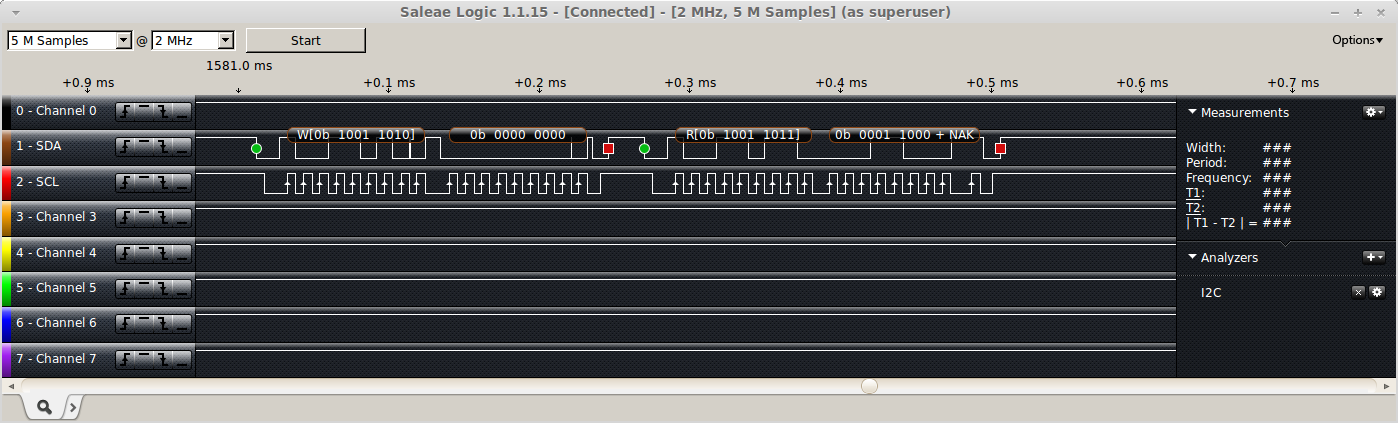 Saleae Logic 1.1.15 - [Connected] - [2 MHz, 5 M Samples] (as superuser)
5 M Samples @ 2 MHz Start Options
1581.0 ms
+0.9 ms +0.1 ms +0.2 ms +0.3 ms +0.4 ms +0.5 ms +0.6 ms +0.7 ms
0 - Channel 0
1 - SDA
W[0b 1001 1010] 0b 0000 0000 R[0b 1001 1011] 0b 0001 1000 + NAK
2 - SCL
3 - Channel 3
4 - Channel 4
5 - Channel 5
6 - Channel 6
7 - Channel 7
Measurements
Width: ###
Period: ###
Frequency: ###
T1: ###
T2: ###
| T1 - T2 | = ###
Analyzers
I2C